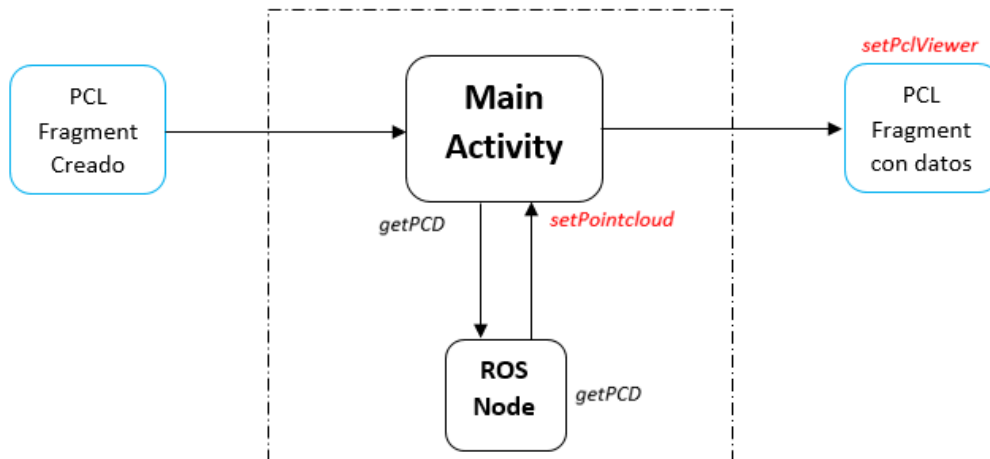 PCL
Fragment
Creado
Main
Activity
setPclViewer
PCL
Fragment
con datos
getPCD
setPointcloud
ROS
Node
getPCD